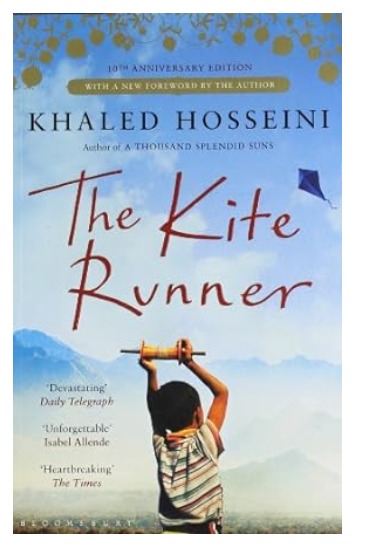 10TH ANNIVERSARY EDITION
WITH A NEW FOREWORD BY THE AUTHOR
KHALED HOSSEINI
Author of A THOUSAND SPLENDID SUNS
The Kite
Runner
'Devastating'
Daily Telegraph
'Unforgettable'
Isabel Allende
'Heartbreaking'
The Times
BLOOMSBURY